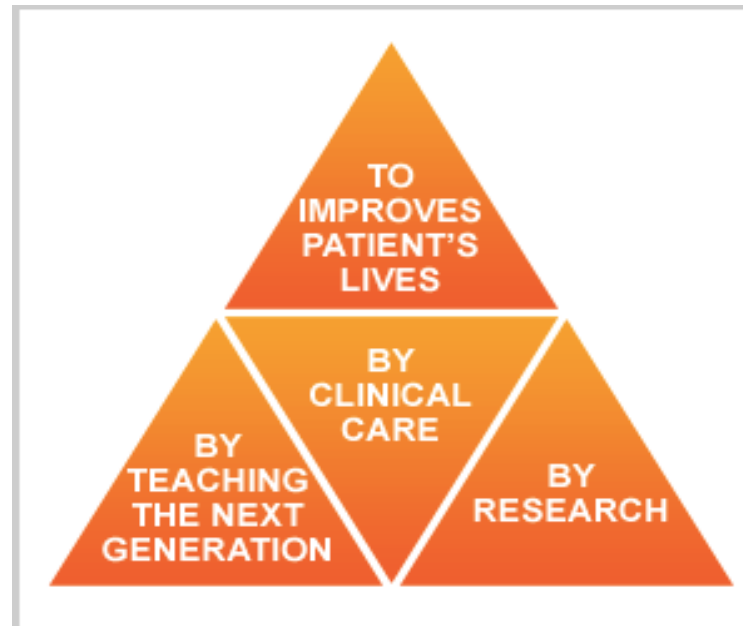 TO
IMPROVES
PATIENT'S
LIVES
BY
CLINICAL
CARE
BY
TEACHING
THE NEXT
GENERATION
BY
RESEARCH